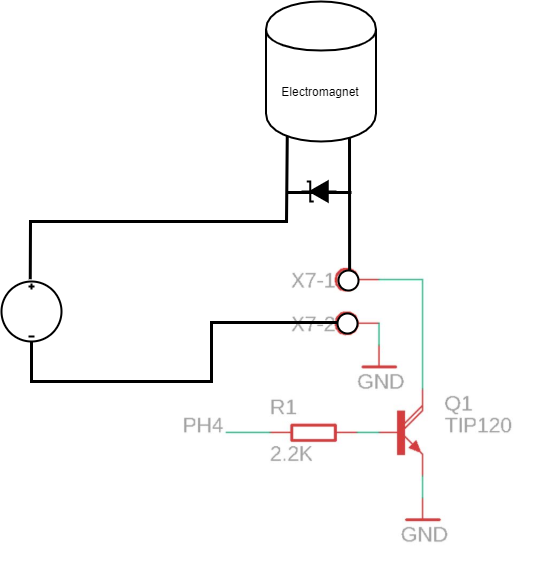 Electromagnet
+
X7-1
-
X7-2
GND
R1
Q1
PH4
TIP120
2.2K
GND